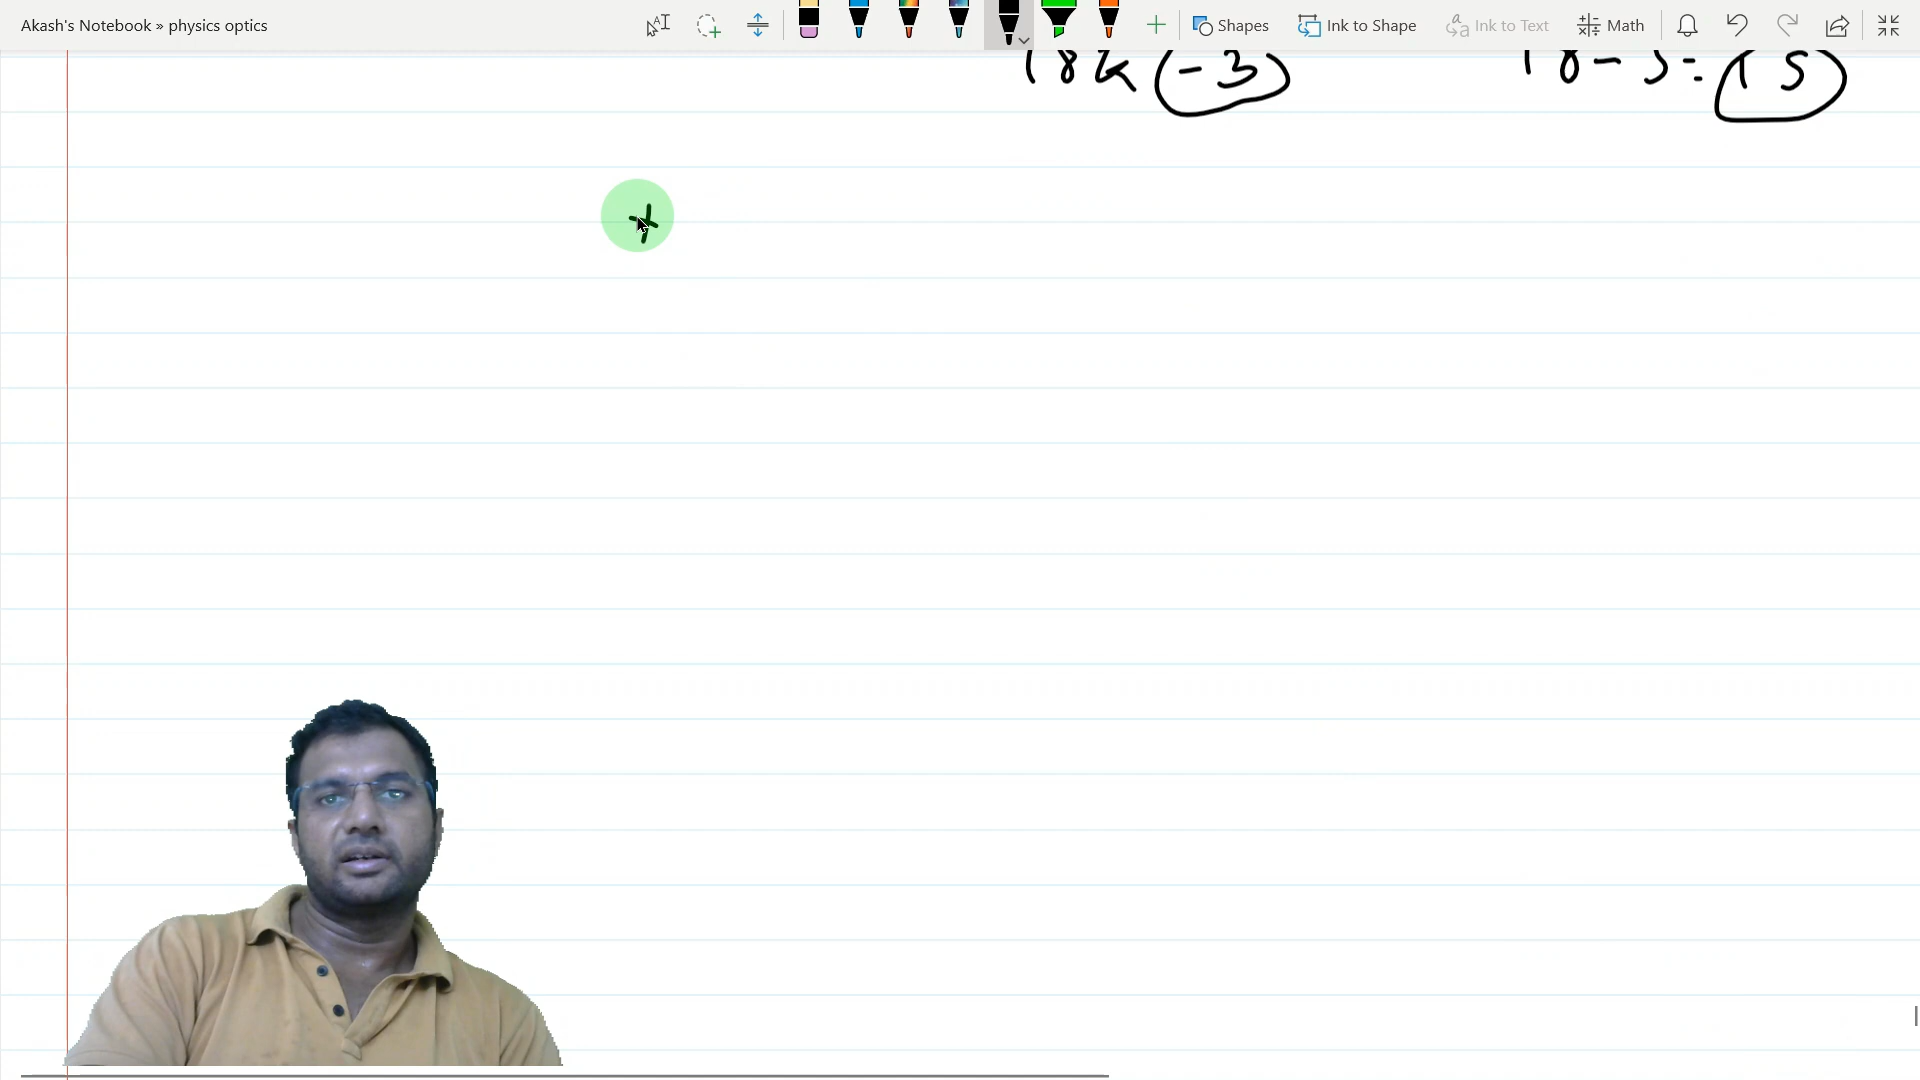 Akash's Notebook » physics optics
Shapes
Ink to Shape
Ink to Text
Math
18k -3
18-3= 15
+